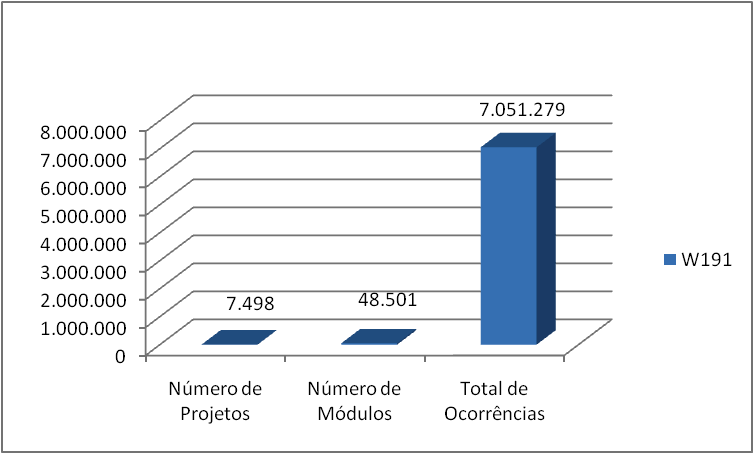 8.000.000
7.000.000
6.000.000
5.000.000
4.000.000
3.000.000
2.000.000
1.000.000
0
7.498
48.501
7.051.279
Número de
Projetos
Número de
Módulos
Total de
Ocorrências
W191